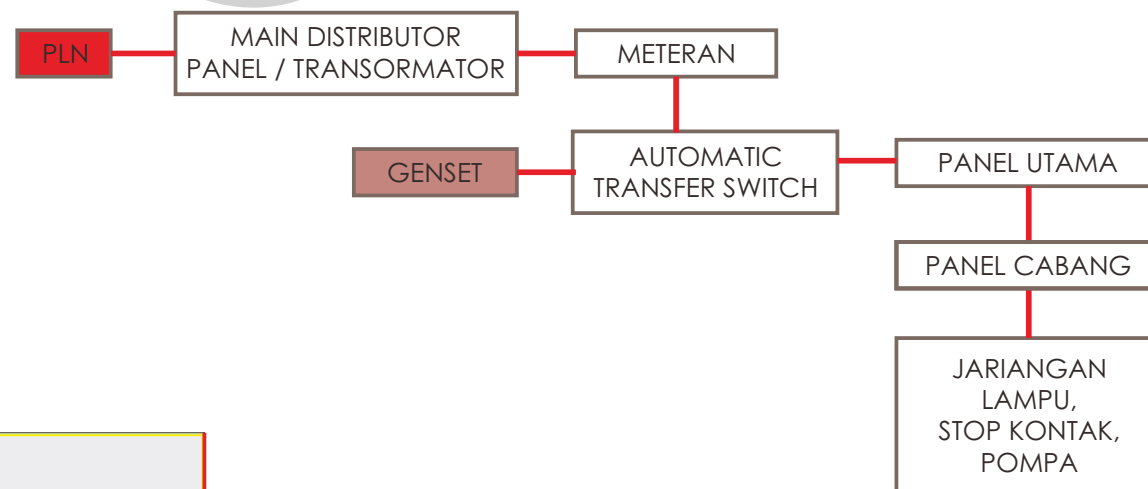 PLN
MAIN DISTRIBUTOR
PANEL / TRANSORMATOR
METERAN
GENSET
AUTOMATIC
TRANSFER SWITCH
PANEL UTAMA
PANEL CABANG
JARIANGAN
LAMPU,
STOP KONTAK,
POMPA